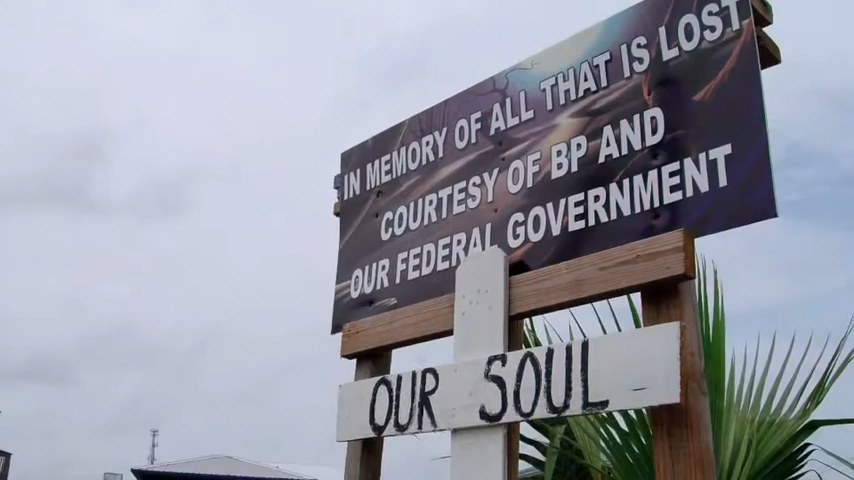 IN MEMORY OF ALL THAT IS LOST
COURTESY OF BP AND
OUR FEDERAL GOVERNMENT
OUR SOUL